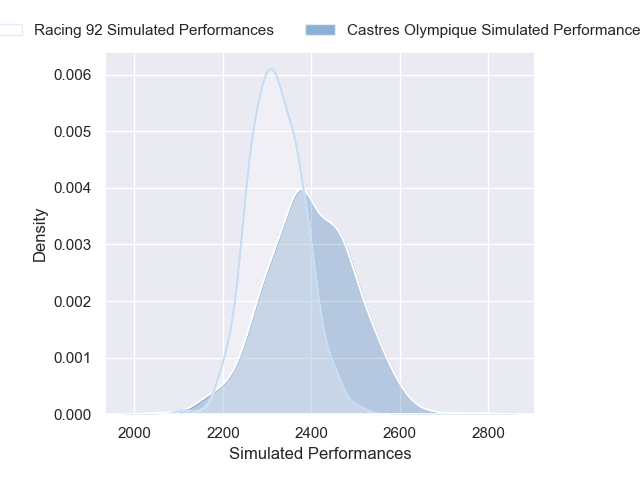 Racing 92 Simulated Performances
Castres Olympique Simulated Performance
0.006
0.005
0.004
0.003
0.002
0.001
0.000
Density
2000 2200 2400 2600 2800
Simulated Performances